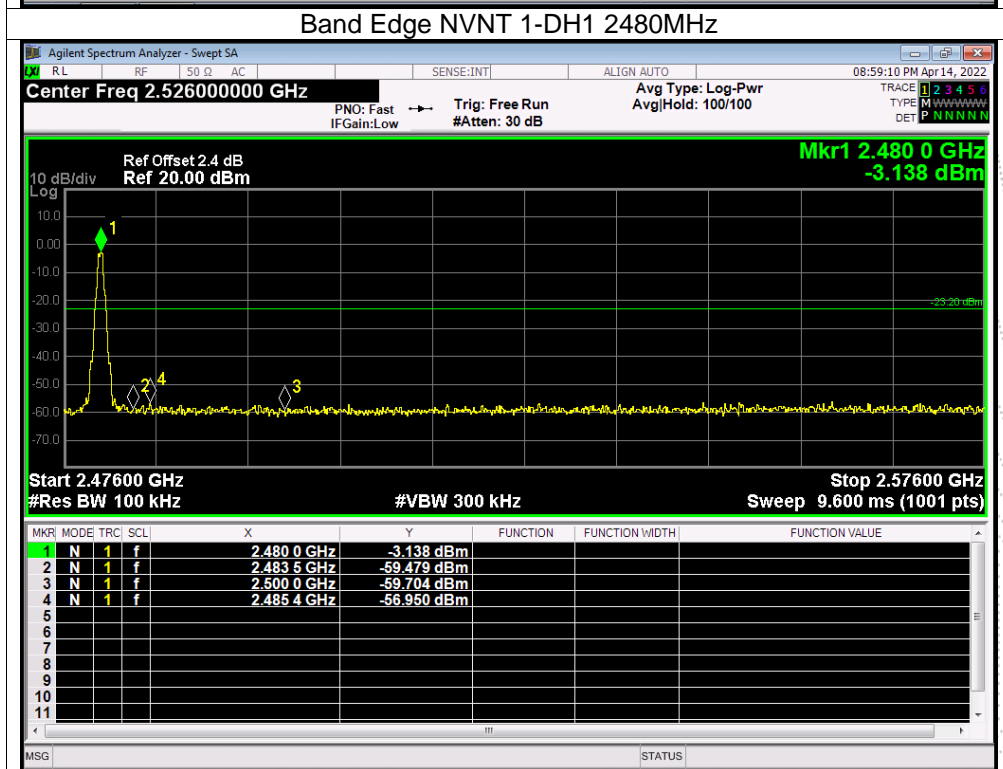 Band Edge NVNT 1-DH1 2480MHz
Agilent Spectrum Analyzer - Swept SA
LXI RL RF 50 Ω AC SENSE:INT ALIGN AUTO 08:59:10 PM Apr 14, 2022
Center Freq 2.526000000 GHz Avg Type: Log-Pwr TRACE 1 2 3 4 5 6
PNO: Fast Trig: Free Run Avg|Hold: 100/100 TYPE M WWWWW
IFGain:Low #Atten: 30 dB DET P N N N N N
Mkr1 2.480 0 GHz
Ref Offset 2.4 dB
10 dB/div Ref 20.00 dBm -3.138 dBm
Log
10.0
1
0.00
-10.0
-20.0
-23.20 dBm
-30.0
-40.0
-50.0
2 4 3
-60.0
-70.0
Start 2.47600 GHz Stop 2.57600 GHz
#Res BW 100 kHz #VBW 300 kHz Sweep 9.600 ms (1001 pts)
MKR MODE TRC SCL X Y FUNCTION FUNCTION WIDTH FUNCTION VALUE
1 N 1 f 2.480 0 GHz -3.138 dBm
2 N 1 f 2.483 5 GHz -59.479 dBm
3 N 1 f 2.500 0 GHz -59.704 dBm
4 N 1 f 2.485 4 GHz -56.950 dBm
5
6
7
8
9
10
11
MSG STATUS